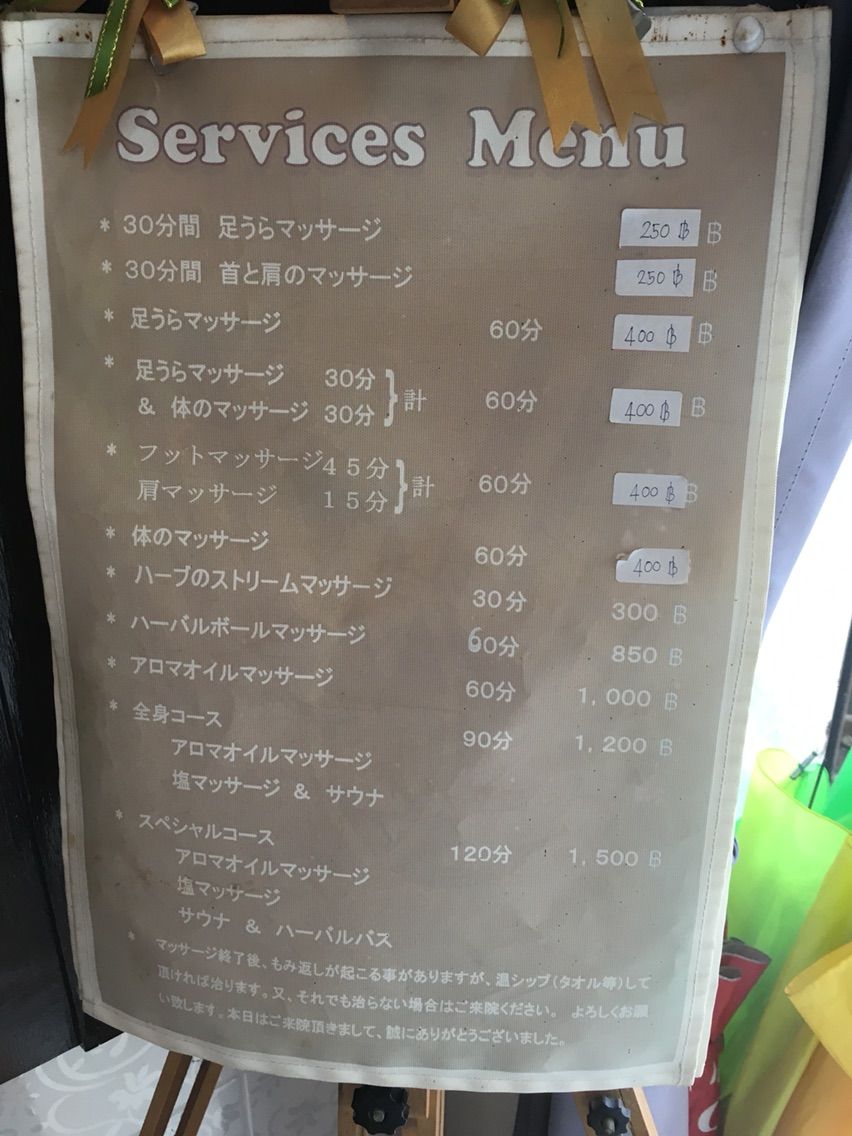 Services Menu
* 30分間 足うらマッサージ 250 ฿ ฿
* 30分間 首と肩のマッサージ 250 ฿ ฿
* 足うらマッサージ 60分 400 ฿ ฿
* 足うらマッサージ 30分
& 体のマッサージ 30分 } 計 60分 400 ฿ ฿
* フットマッサージ 45分
肩マッサージ 15分 } 計 60分 400 ฿ ฿
* 体のマッサージ 60分 400 ฿
* ハーブのストリームマッサージ 30分 300 ฿
* ハーバルボールマッサージ 60分 850 ฿
* アロマオイルマッサージ 60分 1,000 ฿
* 全身コース 90分 1,200 ฿
アロマオイルマッサージ
塩マッサージ & サウナ
* スペシャルコース 120分 1,500 ฿
アロマオイルマッサージ
塩マッサージ
サウナ & ハーバルバス
* マッサージ終了後、もみ返しが起こる事がありますが、温シップ(タオル等)して
頂ければ治ります。又、それでも治らない場合はご来院ください。 よろしくお願
い致します。本日はご来院頂きまして、誠にありがとうございました。